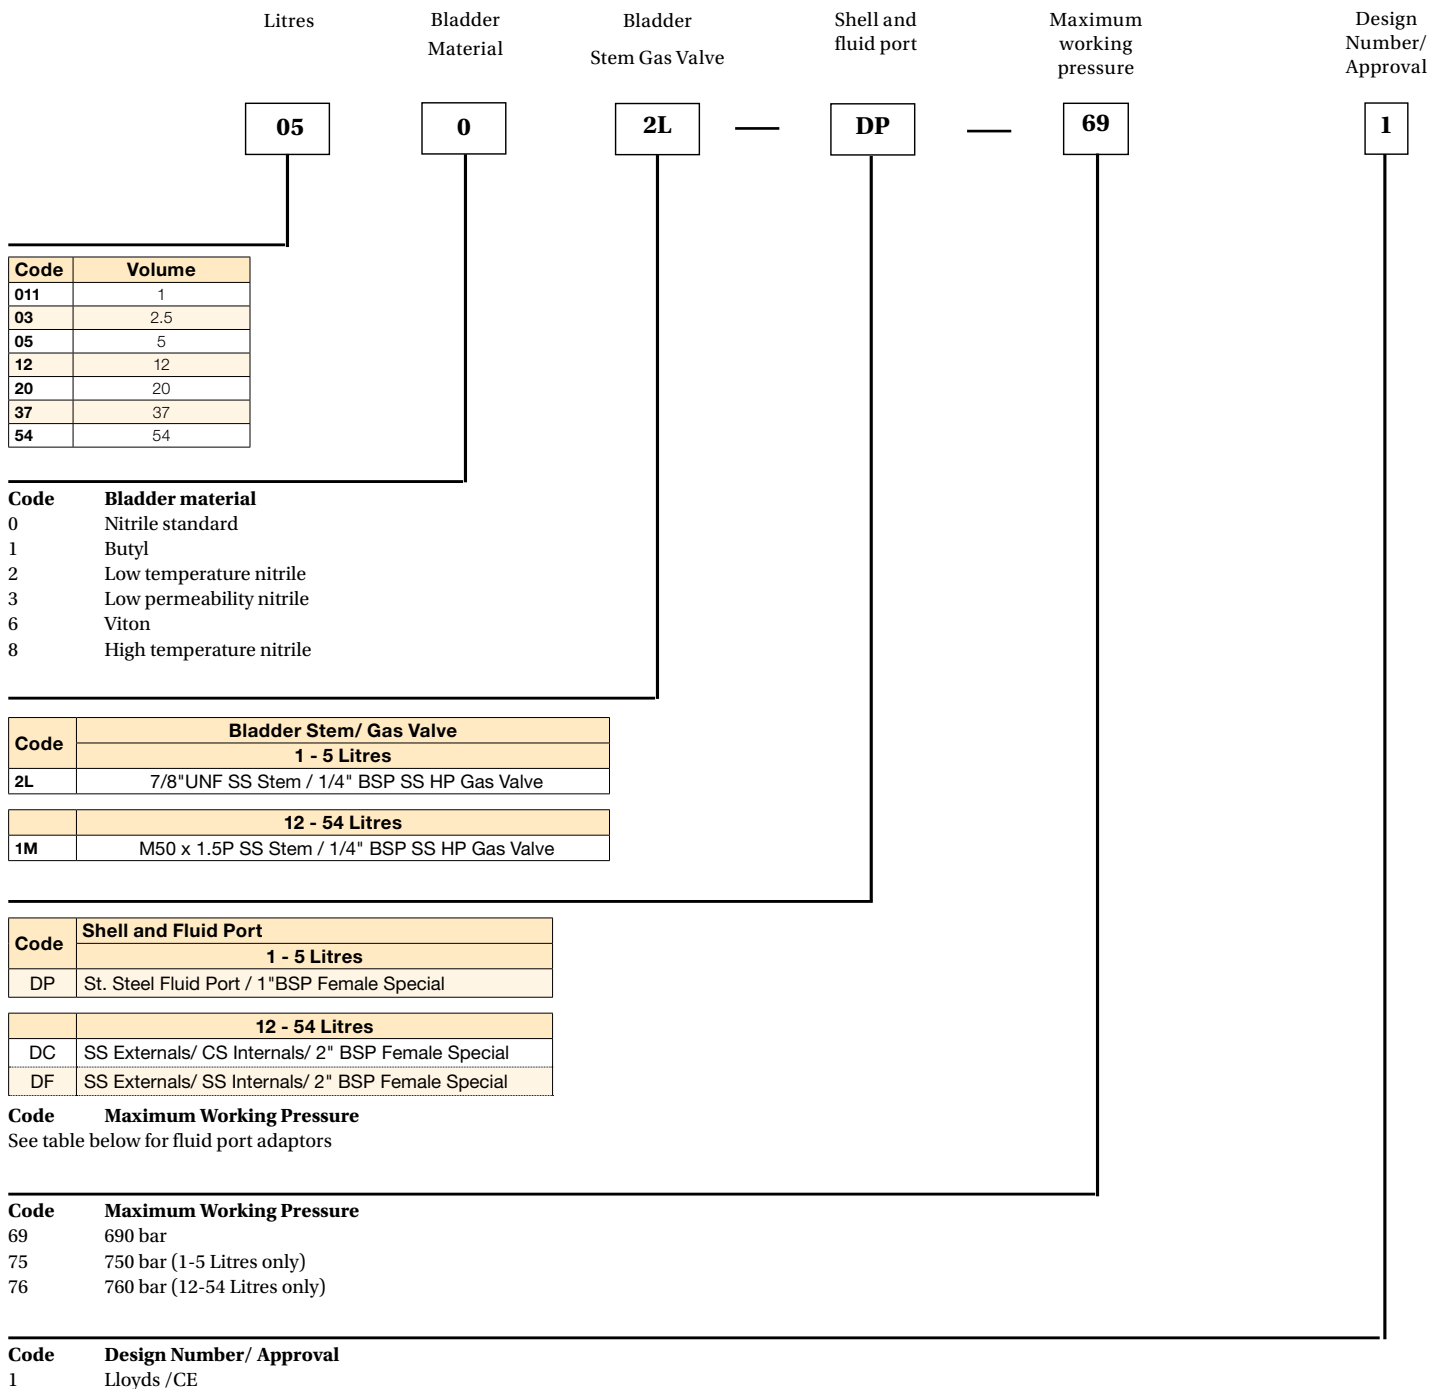 Litres
Bladder
Material
Bladder
Stem Gas Valve
Shell and
fluid port
Maximum
working
pressure
Design
Number/
Approval
05 0 2L — DP — 69 1
Code Volume
011 1
03 2.5
05 5
12 12
20 20
37 37
54 54
Code Bladder material
0 Nitrile standard
1 Butyl
2 Low temperature nitrile
3 Low permeability nitrile
6 Viton
8 High temperature nitrile
Code Bladder Stem/ Gas Valve
1 - 5 Litres
2L 7/8"UNF SS Stem / 1/4" BSP SS HP Gas Valve
12 - 54 Litres
1M M50 x 1.5P SS Stem / 1/4" BSP SS HP Gas Valve
Code Shell and Fluid Port
1 - 5 Litres
DP St. Steel Fluid Port / 1"BSP Female Special
12 - 54 Litres
DC SS Externals/ CS Internals/ 2" BSP Female Special
DF SS Externals/ SS Internals/ 2" BSP Female Special
Code Maximum Working Pressure
See table below for fluid port adaptors
Code Maximum Working Pressure
69 690 bar
75 750 bar (1-5 Litres only)
76 760 bar (12-54 Litres only)
Code Design Number/ Approval
1 Lloyds /CE